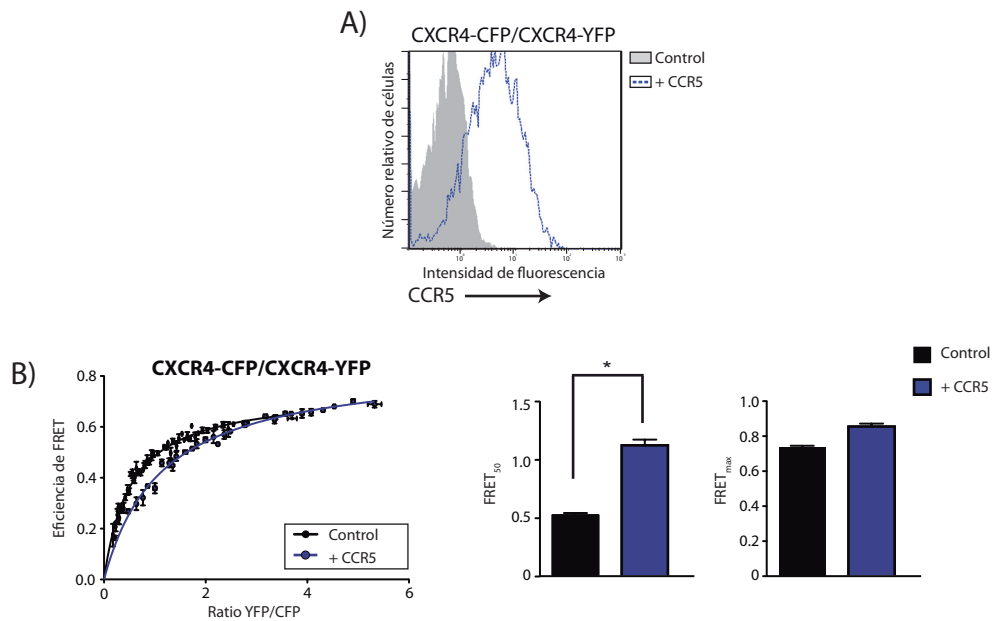 A)
CXCR4-CFP/CXCR4-YFP
Control
+ CCR5
Número relativo de células
Intensidad de fluorescencia
CCR5
B)
CXCR4-CFP/CXCR4-YFP
Eficiencia de FRET
0.8
0.6
0.4
0.2
0.0
0
2
4
6
Ratio YFP/CFP
Control
+ CCR5
*
FRET50
1.5
1.0
0.5
0
Control
+ CCR5
FRETmax
1.0
0.8
0.6
0.4
0.2
0